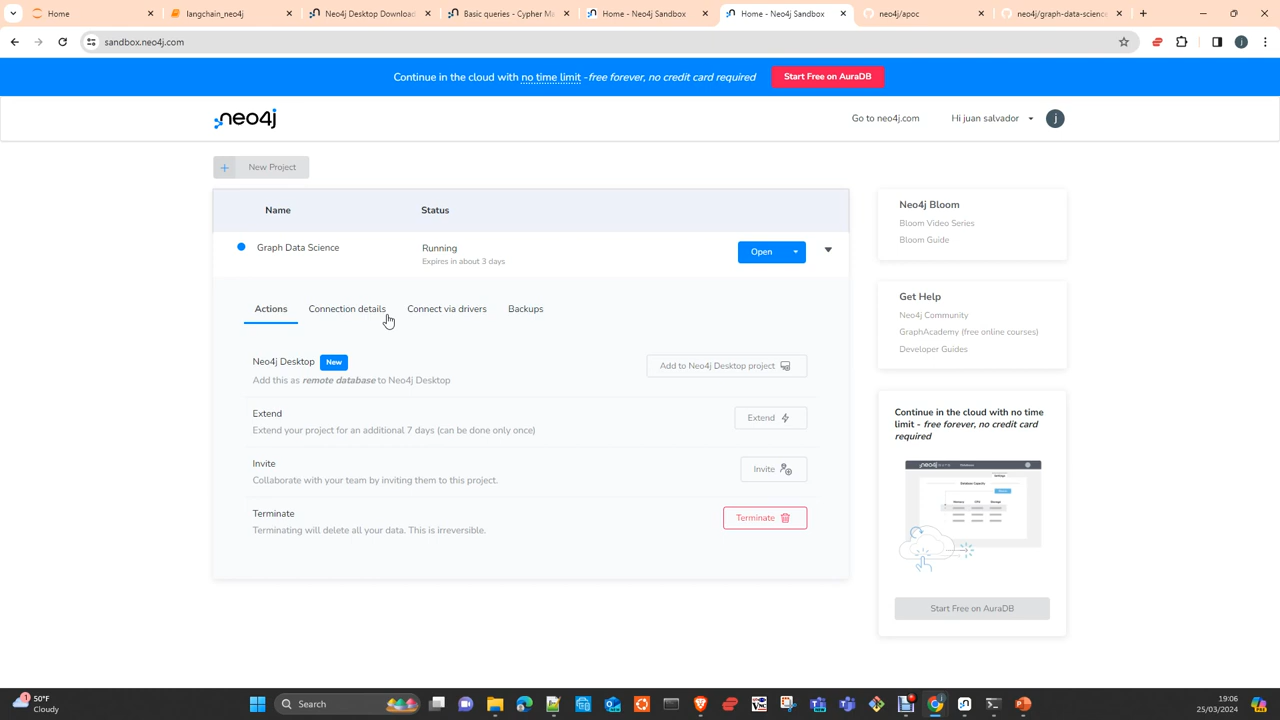 Home
langchain_neo4j
Neo4j Desktop Download
Basic queries - Cypher Ma
Home - Neo4j Sandbox
Home - Neo4j Sandbox
neo4j/apoc
neo4j/graph-data-science
sandbox.neo4j.com
Continue in the cloud with no time limit -free forever, no credit card required
Start Free on AuraDB
neo4j
Go to neo4j.com
Hi juan salvador
j
+ New Project
Name
Status
Graph Data Science
Running
Expires in about 3 days
Open
Actions
Connection details
Connect via drivers
Backups
Neo4j Desktop New
Add this as remote database to Neo4j Desktop
Add to Neo4j Desktop project
Extend
Extend your project for an additional 7 days (can be done only once)
Extend
Invite
Collaborate with your team by inviting them to this project.
Invite
Terminate
Terminating will delete all your data. This is irreversible.
Terminate
Neo4j Bloom
Bloom Video Series
Bloom Guide
Get Help
Neo4j Community
GraphAcademy (free online courses)
Developer Guides
Continue in the cloud with no time
limit - free forever, no credit card
required
Start Free on AuraDB
50°F
Cloudy
Search
19:06
25/03/2024